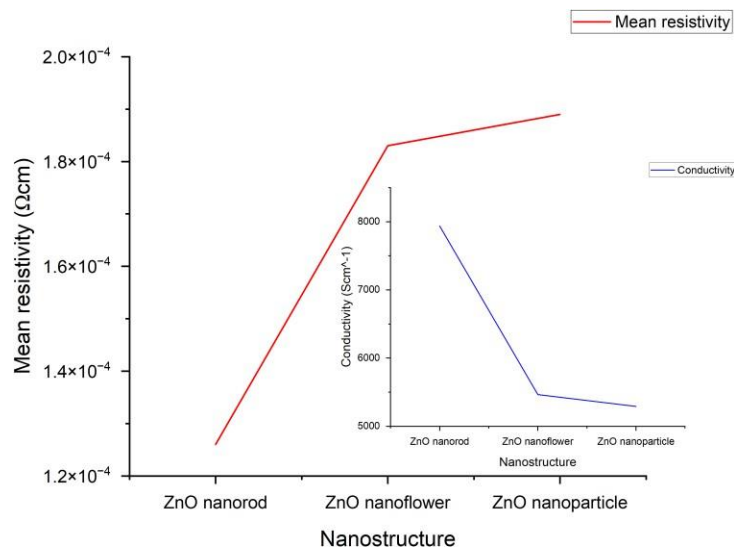 Mean resistivity
2.0×10⁻⁴
1.8×10⁻⁴
1.6×10⁻⁴
1.4×10⁻⁴
1.2×10⁻⁴
Mean resistivity (Ωcm)
ZnO nanorod ZnO nanoflower ZnO nanoparticle
Nanostructure
Conductivity
8000
7000
6000
5000
Conductivity (Scm^-1)
ZnO nanorod ZnO nanoflower ZnO nanoparticle
Nanostructure